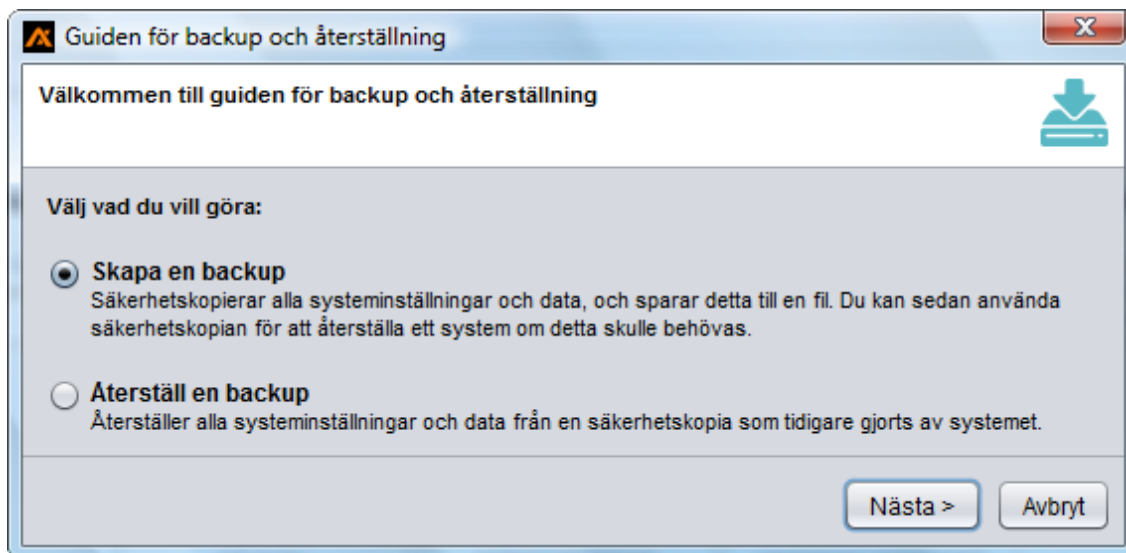 Guiden för backup och återställning
Välkommen till guiden för backup och återställning
Välj vad du vill göra:
Skapa en backup
Säkerhetskopierar alla systeminställningar och data, och sparar detta till en fil. Du kan sedan använda
säkerhetskopian för att återställa ett system om detta skulle behövas.
Återställ en backup
Återställer alla systeminställningar och data från en säkerhetskopia som tidigare gjorts av systemet.
Nästa >
Avbryt